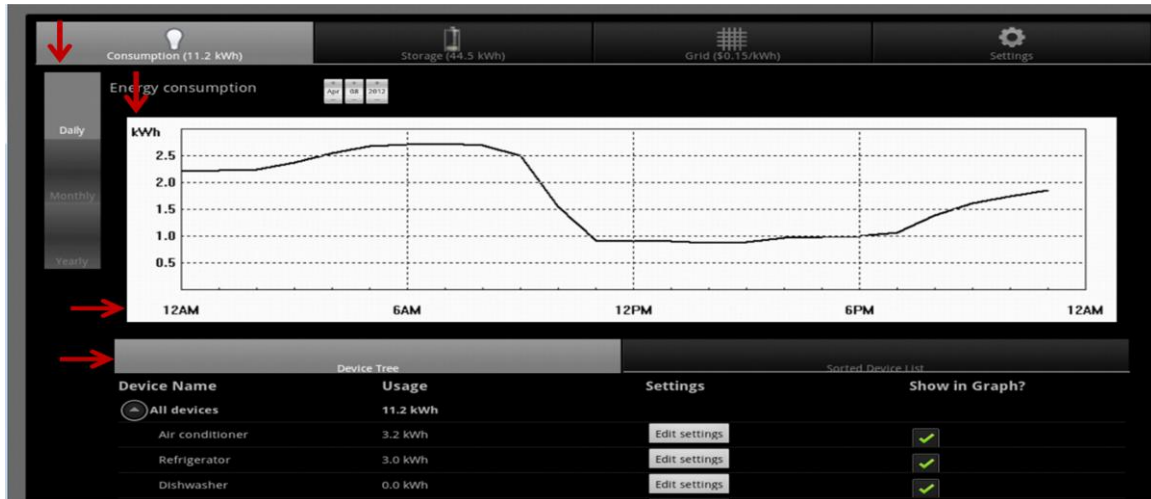 Consumption (11.2 kWh)
Storage (44.5 kWh)
Grid ($0.15/kWh)
Settings
Energy consumption
Apr 08 2012
Daily
Monthly
Yearly
kWh
2.5
2.0
1.5
1.0
0.5
12AM 6AM 12PM 6PM 12AM
Device Tree
Sorted Device List
Device Name Usage Settings Show in Graph?
All devices 11.2 kWh
Air conditioner 3.2 kWh Edit settings
Refrigerator 3.0 kWh Edit settings
Dishwasher 0.0 kWh Edit settings